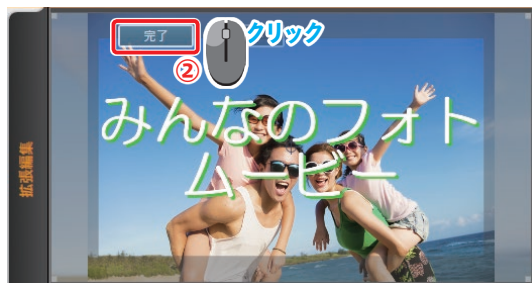 完了
クリック
②
みんなのフォト
ムービー
拡張編集